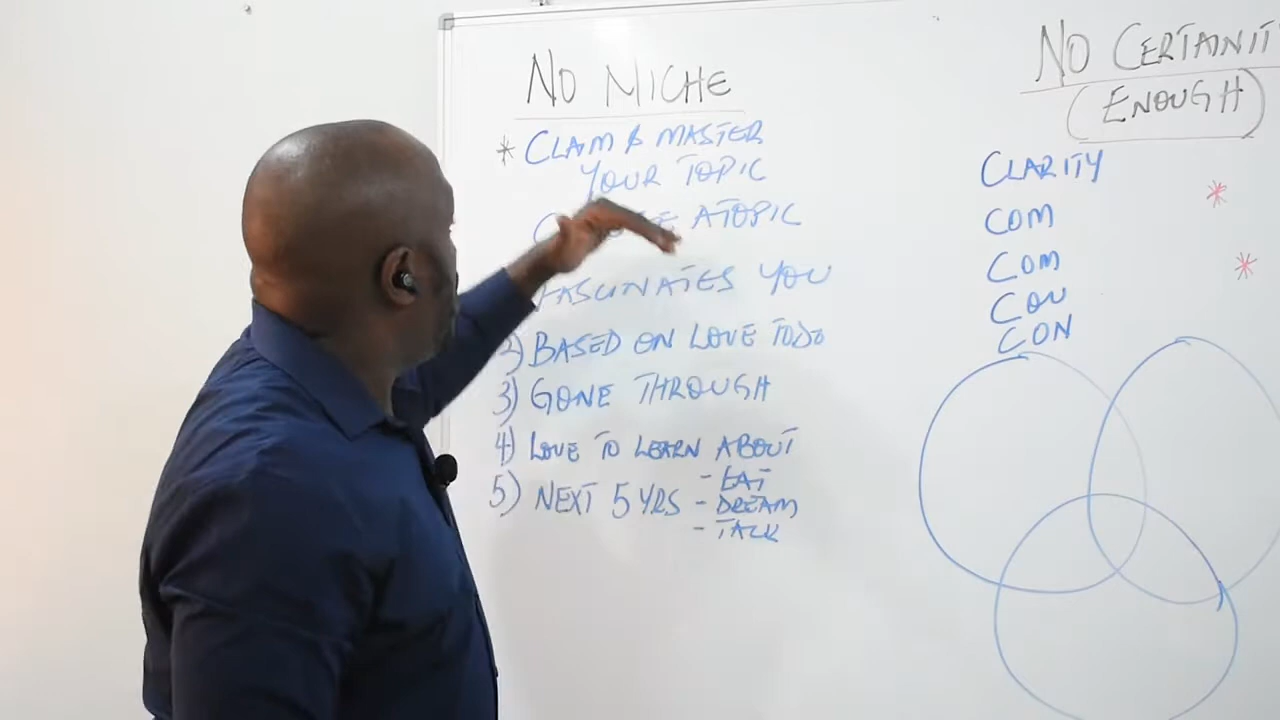 NO NICHE
* CLAIM & MASTER
YOUR TOPIC
A TOPIC
FASCINATES YOU
2) BASED ON LOVE TO DO
3) GONE THROUGH
4) LOVE TO LEARN ABOUT
5) NEXT 5 YRS - EAT
- DREAM
- TALK
NO CERTAINIT
(ENOUGH)
CLARITY
COM
COM
CON
CON